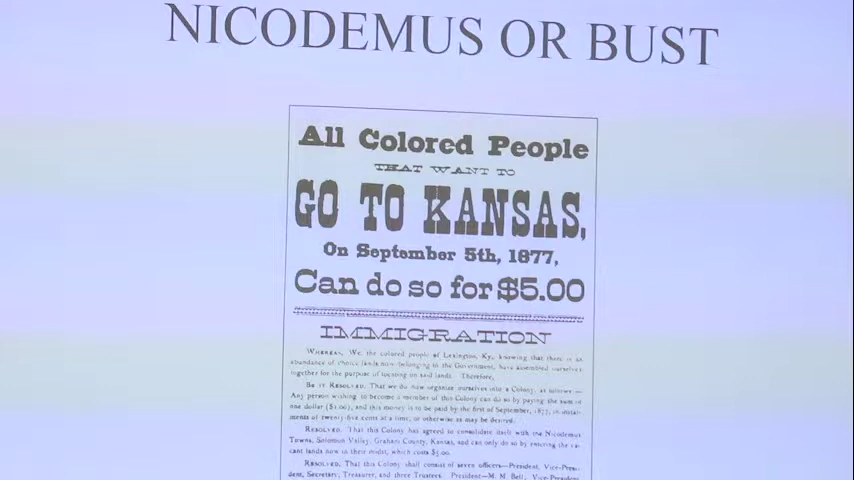 NICODEMUS OR BUST
All Colored People
THAT WANT TO
GO TO KANSAS,
On September 5th, 1877,
Can do so for $5.00
IMMIGRATION
WHEREAS, We, the colored people of Lexington, Ky., knowing that there is an
abundance of choice lands now belonging to the Government, have assembled ourselves
together for the purpose of locating on said lands. Therefore,
BE IT RESOLVED, That we do now organize ourselves into a Colony, as follows:—
Any person wishing to become a member of this Colony can do so by paying the sum of
one dollar ($1.00), and this money is to be paid by the first of September, 1877, in instal-
ments of twenty-five cents at a time, or otherwise as may be desired.
RESOLVED, That this Colony has agreed to consolidate itself with the Nicodemus
Towns, Solomon Valley, Graham County, Kansas, and can only do so by entering the va-
cant lands now in their midst, which costs $5.00.
RESOLVED, That this Colony shall consist of seven officers—President, Vice-Presi-
dent, Secretary, Treasurer, and three Trustees. President—M. M. Bell; Vice-President